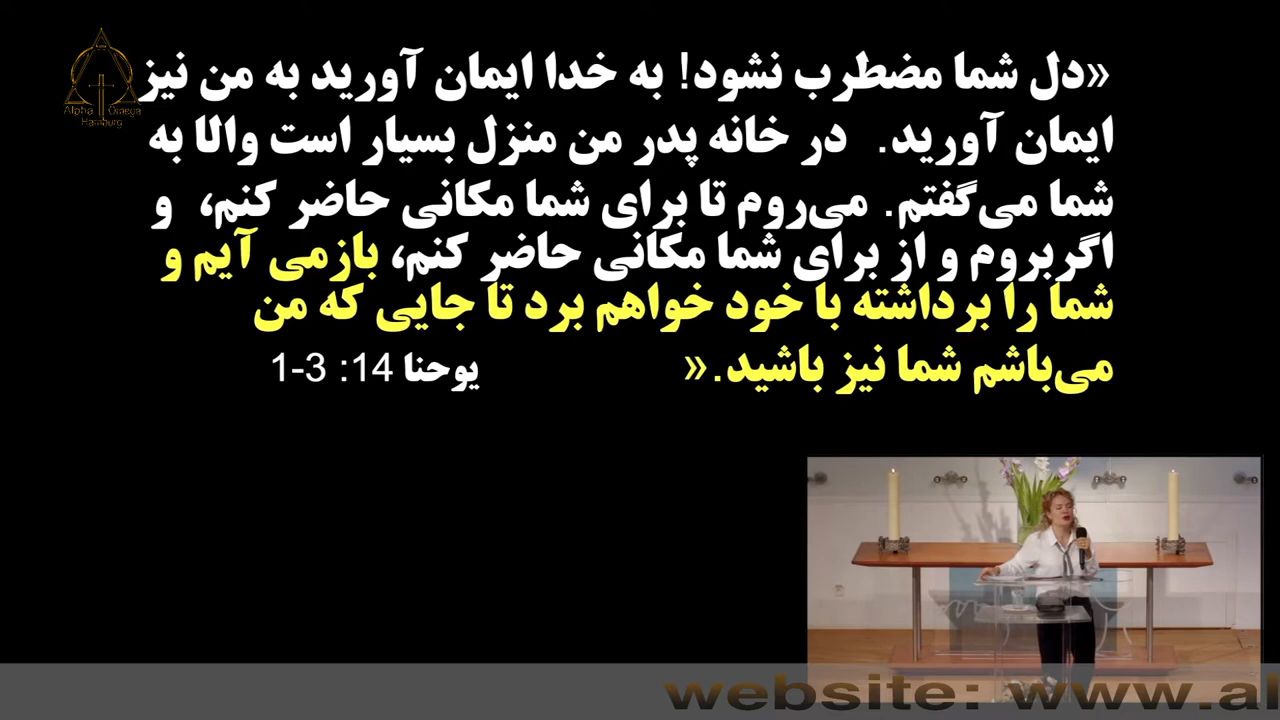 Alpha Omega
Hamburg
«دل شما مضطرب نشود! به خدا ایمان آورید به من نیز
ایمان آورید. در خانه پدر من منزل بسیار است والا به
شما می‌گفتم. می‌روم تا برای شما مکانی حاضر کنم، و
اگربروم و از برای شما مکانی حاضر کنم، بازمی آیم و
شما را برداشته با خود خواهم برد تا جایی که من
می‌باشم شما نیز باشید.« یوحنا 14: 3-1
website: www.al